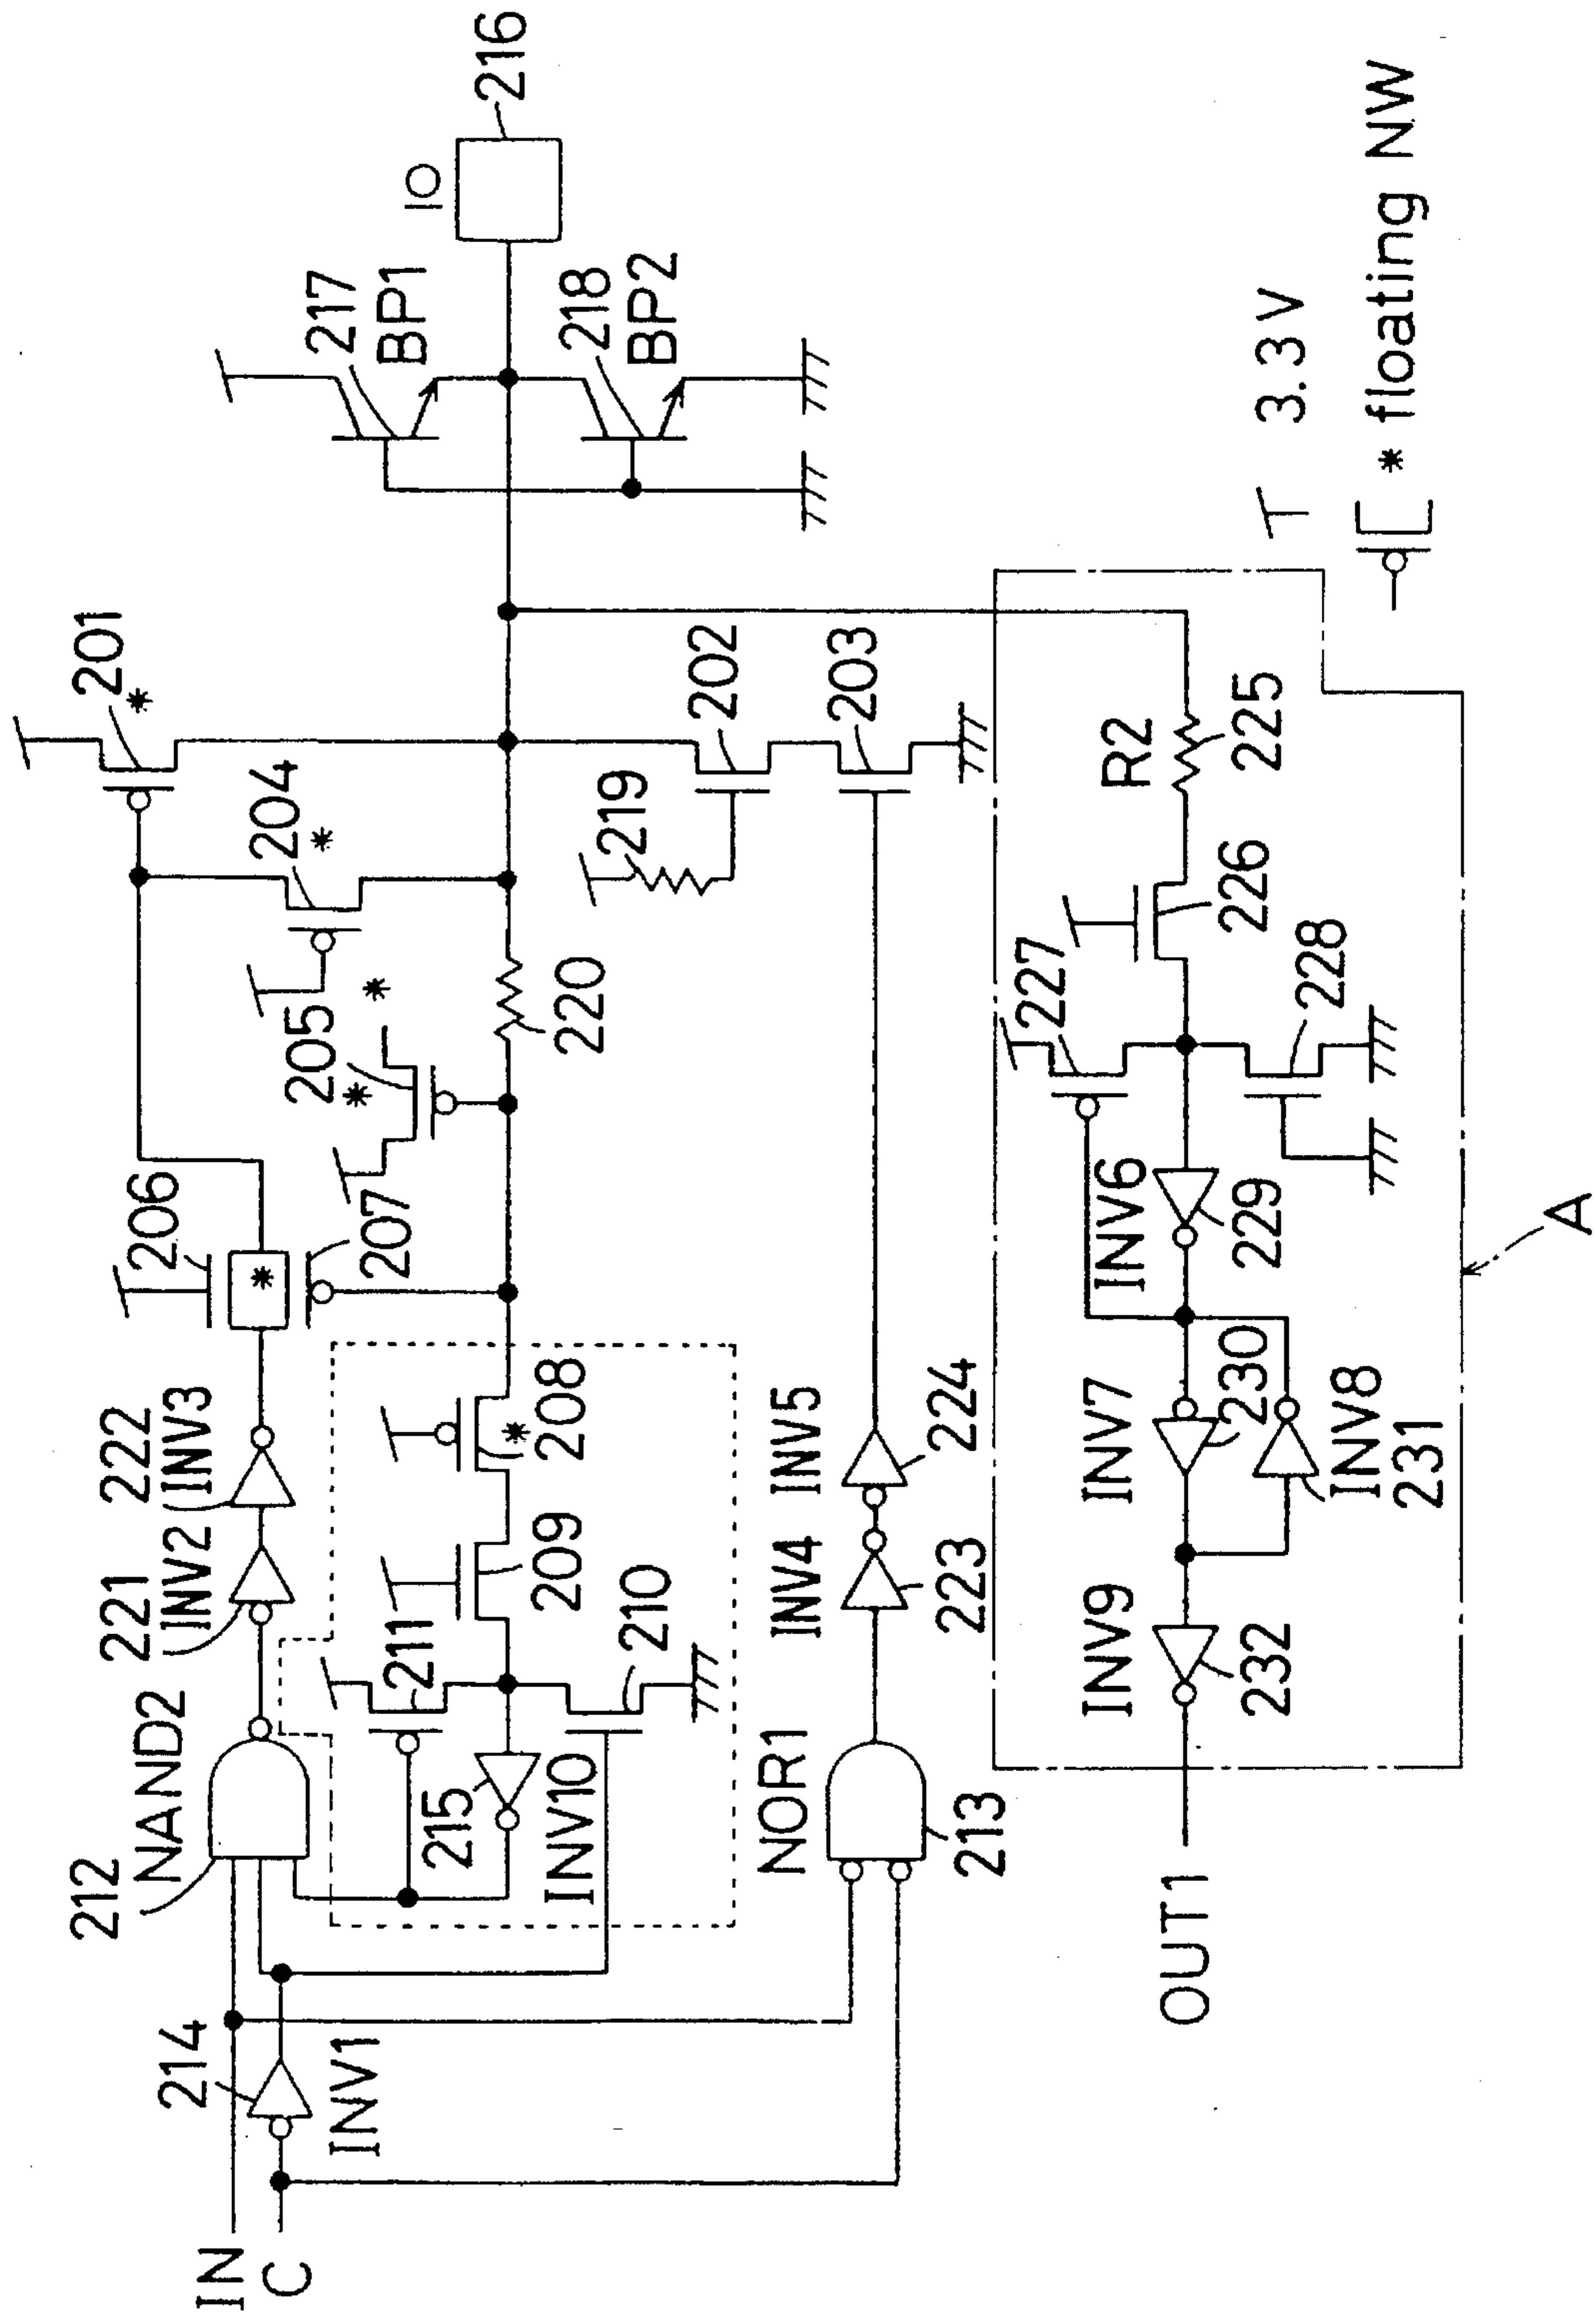 IN
C
214
INV1
212
NAND2
221
INV2
222
INV3
206
*
207
205
*
*
204
*
201
*
217
BP1
218
BP2
IO
216
220
219
202
203
208
*
209
211
210
215
INV10
NOR1
213
INV4
223
INV5
224
R2
225
226
227
228
INV6
229
INV7
230
INV8
231
INV9
232
OUT1
A
3.3V
* floating NW